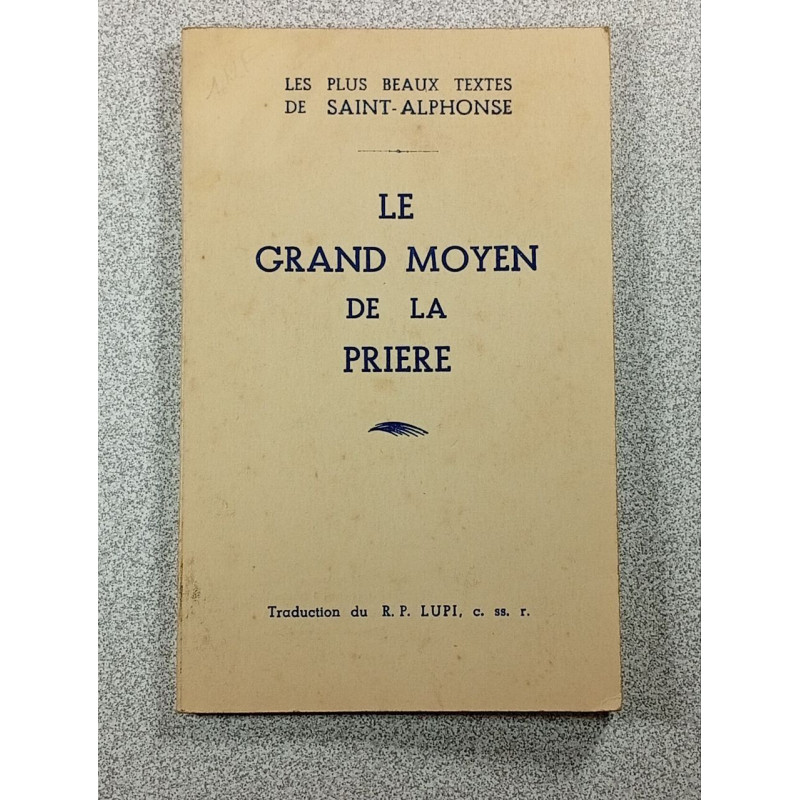 LES PLUS BEAUX TEXTES
DE SAINT-ALPHONSE
LE
GRAND MOYEN
DE LA
PRIERE
Traduction du R. P. LUPI, c. ss. r.